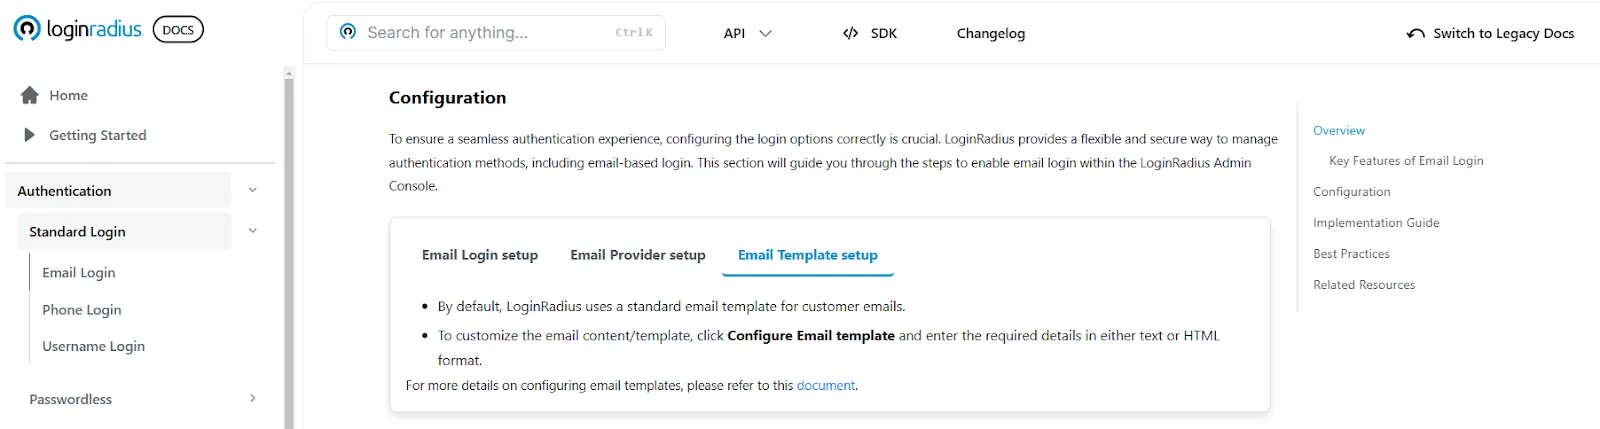 loginradius DOCS
Search for anything... Ctrl K
API
SDK
Changelog
Switch to Legacy Docs
Home
Getting Started
Authentication
Standard Login
Email Login
Phone Login
Username Login
Passwordless
Configuration
To ensure a seamless authentication experience, configuring the login options correctly is crucial. LoginRadius provides a flexible and secure way to manage
authentication methods, including email-based login. This section will guide you through the steps to enable email login within the LoginRadius Admin
Console.
Email Login setup Email Provider setup Email Template setup
• By default, LoginRadius uses a standard email template for customer emails.
• To customize the email content/template, click Configure Email template and enter the required details in either text or HTML
format.
For more details on configuring email templates, please refer to this document.
Overview
Key Features of Email Login
Configuration
Implementation Guide
Best Practices
Related Resources